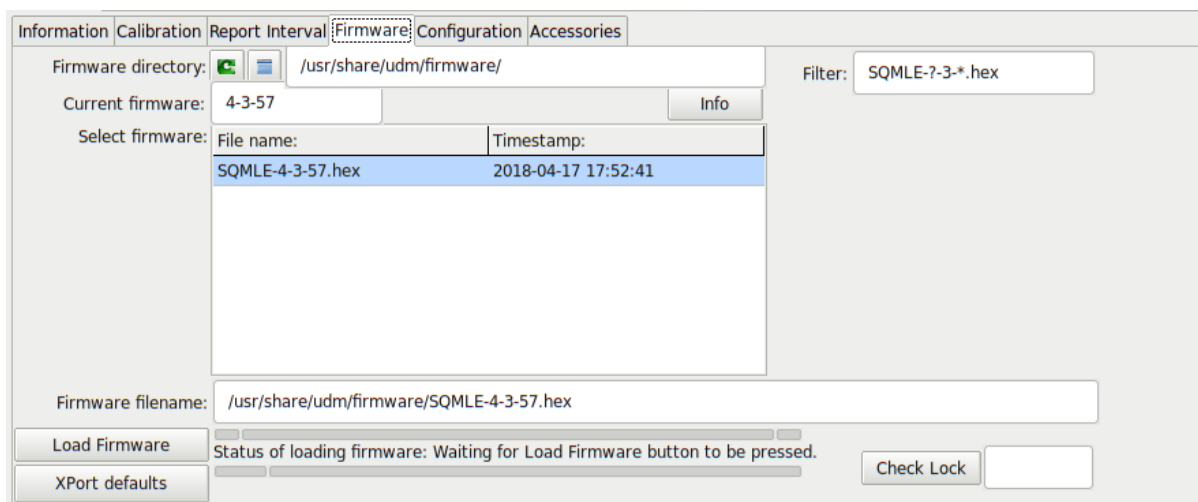 Information Calibration Report Interval Firmware Configuration Accessories
Firmware directory: /usr/share/udm/firmware/ Filter: SQMLE-?-3-*.hex
Current firmware: 4-3-57 Info
Select firmware: File name: Timestamp:
SQMLE-4-3-57.hex 2018-04-17 17:52:41
Firmware filename: /usr/share/udm/firmware/SQMLE-4-3-57.hex
Load Firmware
Status of loading firmware: Waiting for Load Firmware button to be pressed.
Check Lock
XPort defaults